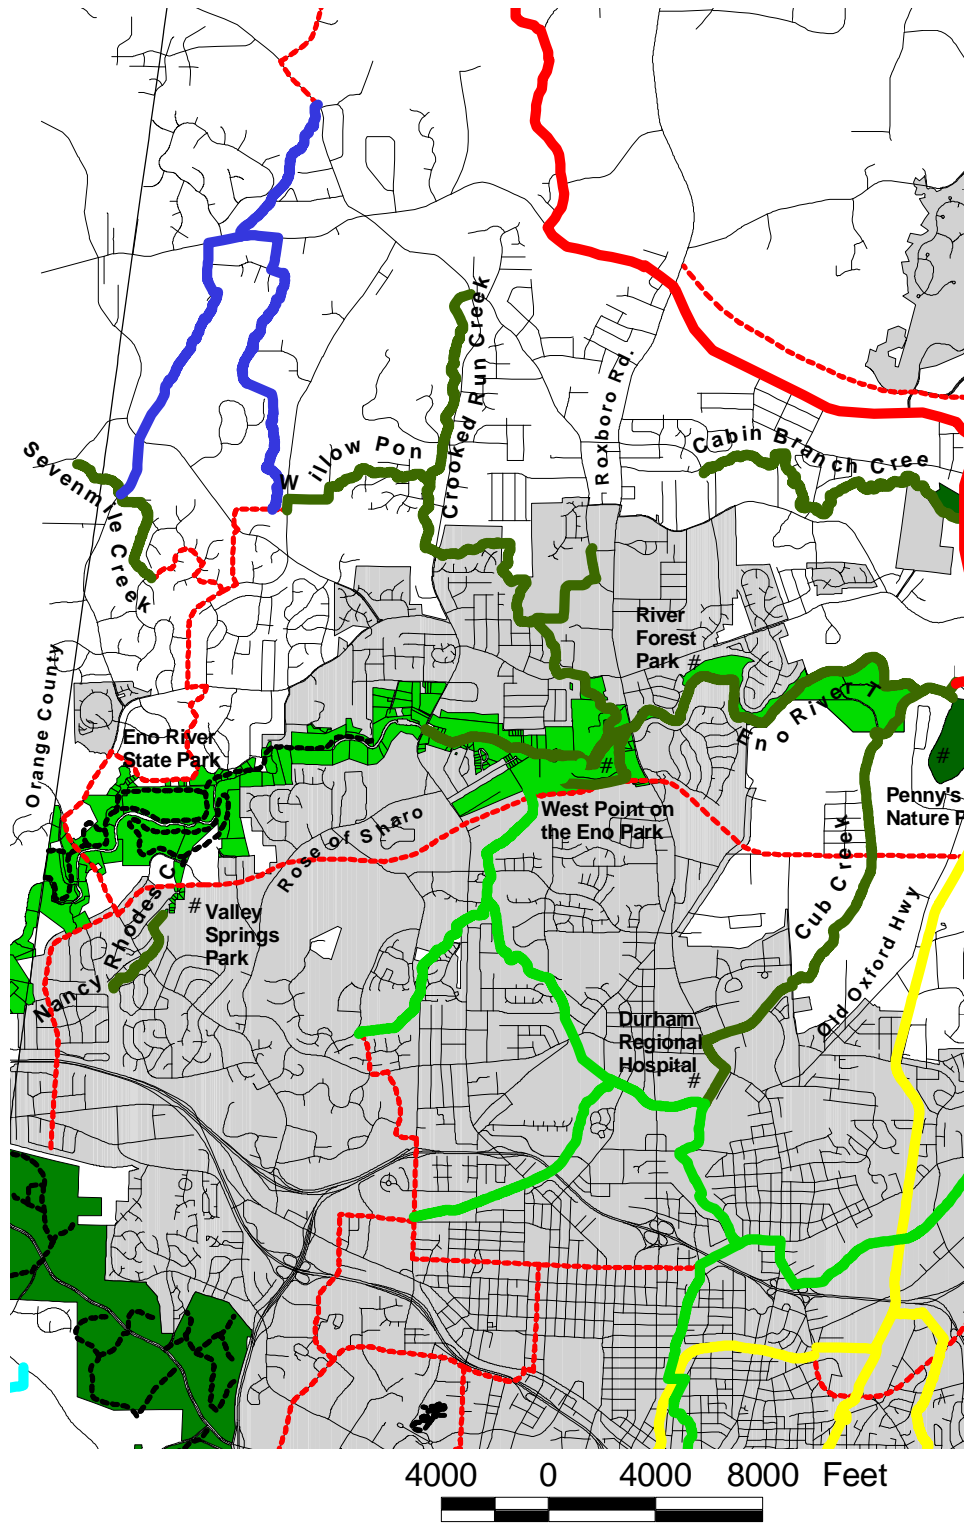 Crooked Run Creek
Roxboro Rd.
Sevenmile Creek
Willow Pon
Cabin Branch Cree
River
Forest
Park #
Orange County
Eno River
State Park
Eno River T
#
#
West Point on
the Eno Park
Penny's
Nature P
Rose of Sharo
Cub Creek
Nancy Rhodes C
# Valley
Springs
Park
Old Oxford Hwy
Durham
Regional
Hospital
#
4000 0 4000 8000 Feet